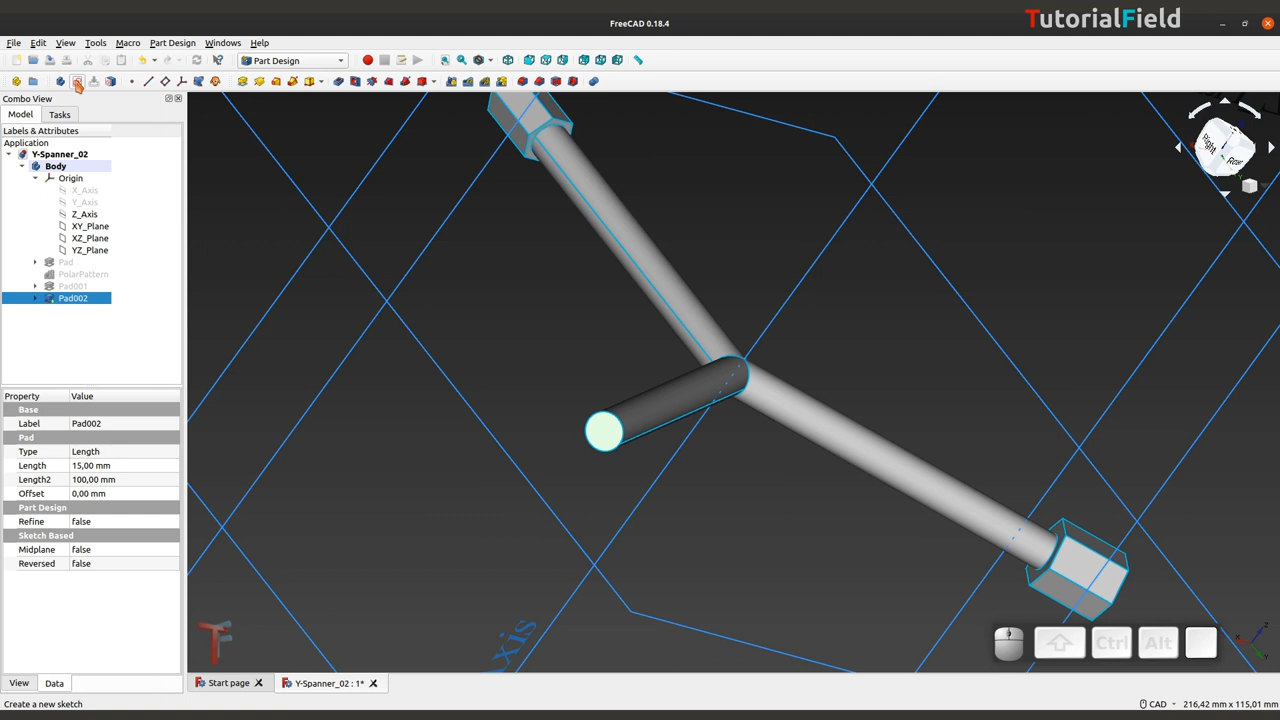 FreeCAD 0.18.4
TutorialField
File Edit View Tools Macro Part Design Windows Help
Part Design
Combo View
Model Tasks
Labels & Attributes
Application
Y-Spanner_02
Body
Origin
X_Axis
Y_Axis
Z_Axis
XY_Plane
XZ_Plane
YZ_Plane
Pad
PolarPattern
Pad001
Pad002
Right
Rear
Property Value
Base
Label Pad002
Pad
Type Length
Length 15,00 mm
Length2 100,00 mm
Offset 0,00 mm
Part Design
Refine false
Sketch Based
Midplane false
Reversed false
xis
Ctrl Alt
X Z Y
View Data
Start page Y-Spanner_02 : 1*
Create a new sketch
CAD 216,42 mm x 115,01 mm